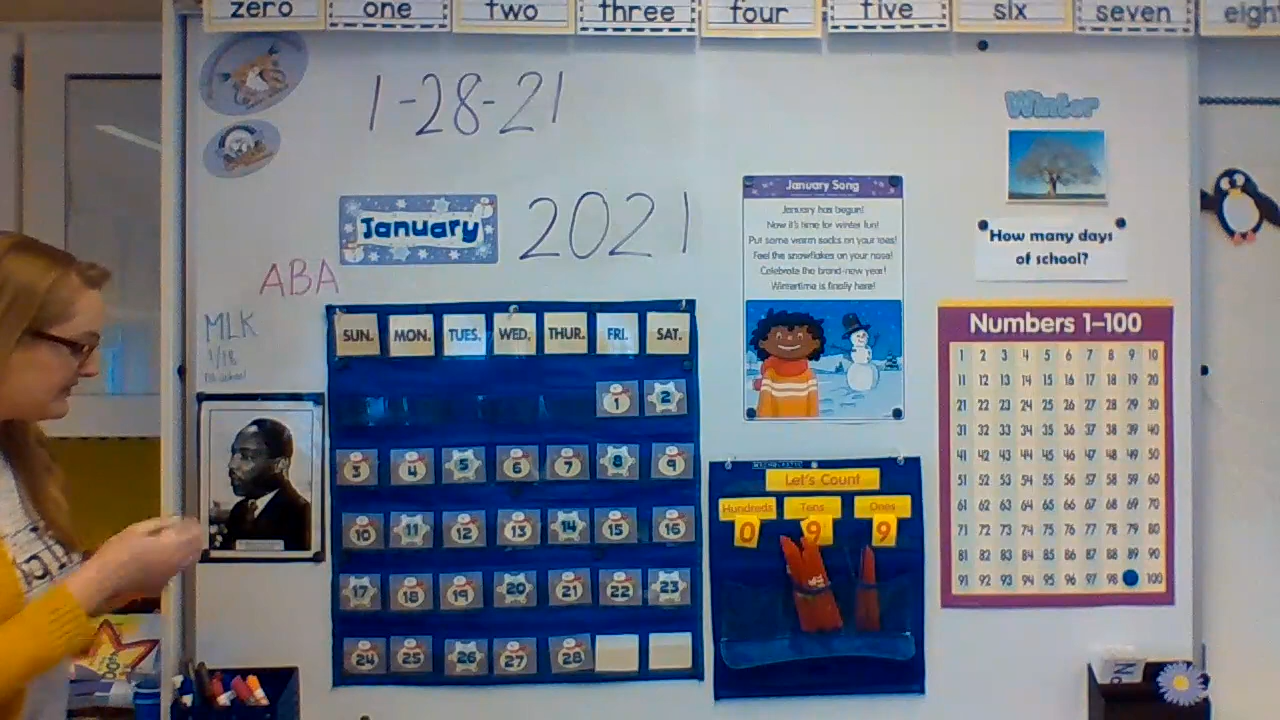 zero one two three four five six seven eigh
1-28-21
Winter
January 2021
ABA
MLK
1/18
No School
January Song
January has begun!
Now it's time for winter fun!
Put some warm socks on your toes!
Feel the snowflakes on your nose!
Celebrate the brand-new year!
Wintertime is finally here!
How many days
of school?
SUN. MON. TUES. WED. THUR. FRI. SAT.
1 2
3 4 5 6 7 8 9
10 11 12 13 14 15 16
17 18 19 20 21 22 23
24 25 26 27 28
Let's Count
Hundreds Tens Ones
0 9 9
Numbers 1–100
1 2 3 4 5 6 7 8 9 10
11 12 13 14 15 16 17 18 19 20
21 22 23 24 25 26 27 28 29 30
31 32 33 34 35 36 37 38 39 40
41 42 43 44 45 46 47 48 49 50
51 52 53 54 55 56 57 58 59 60
61 62 63 64 65 66 67 68 69 70
71 72 73 74 75 76 77 78 79 80
81 82 83 84 85 86 87 88 89 90
91 92 93 94 95 96 97 98 100